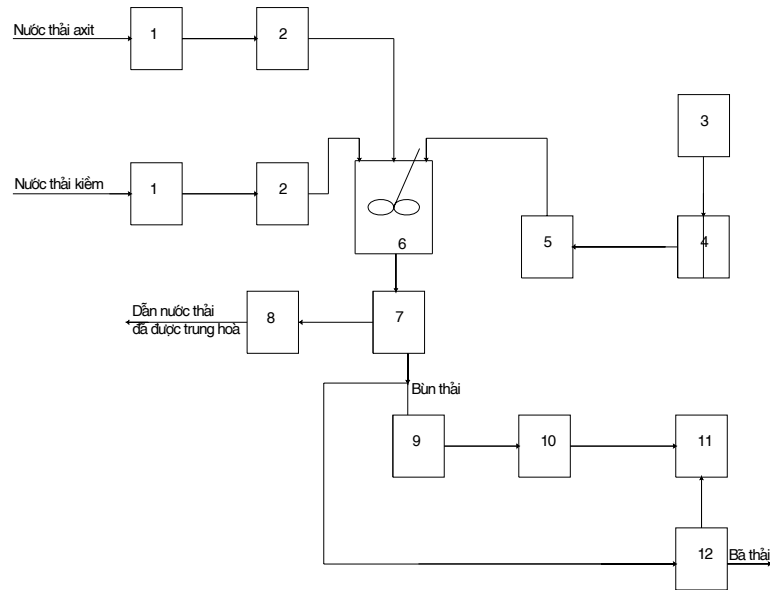 Nước thải axit
1
2
3
Nước thải kiềm
1
2
4
5
6
Dẫn nước thải
đã được trung hoà
8
7
Bùn thải
9
10
11
12
Bã thải